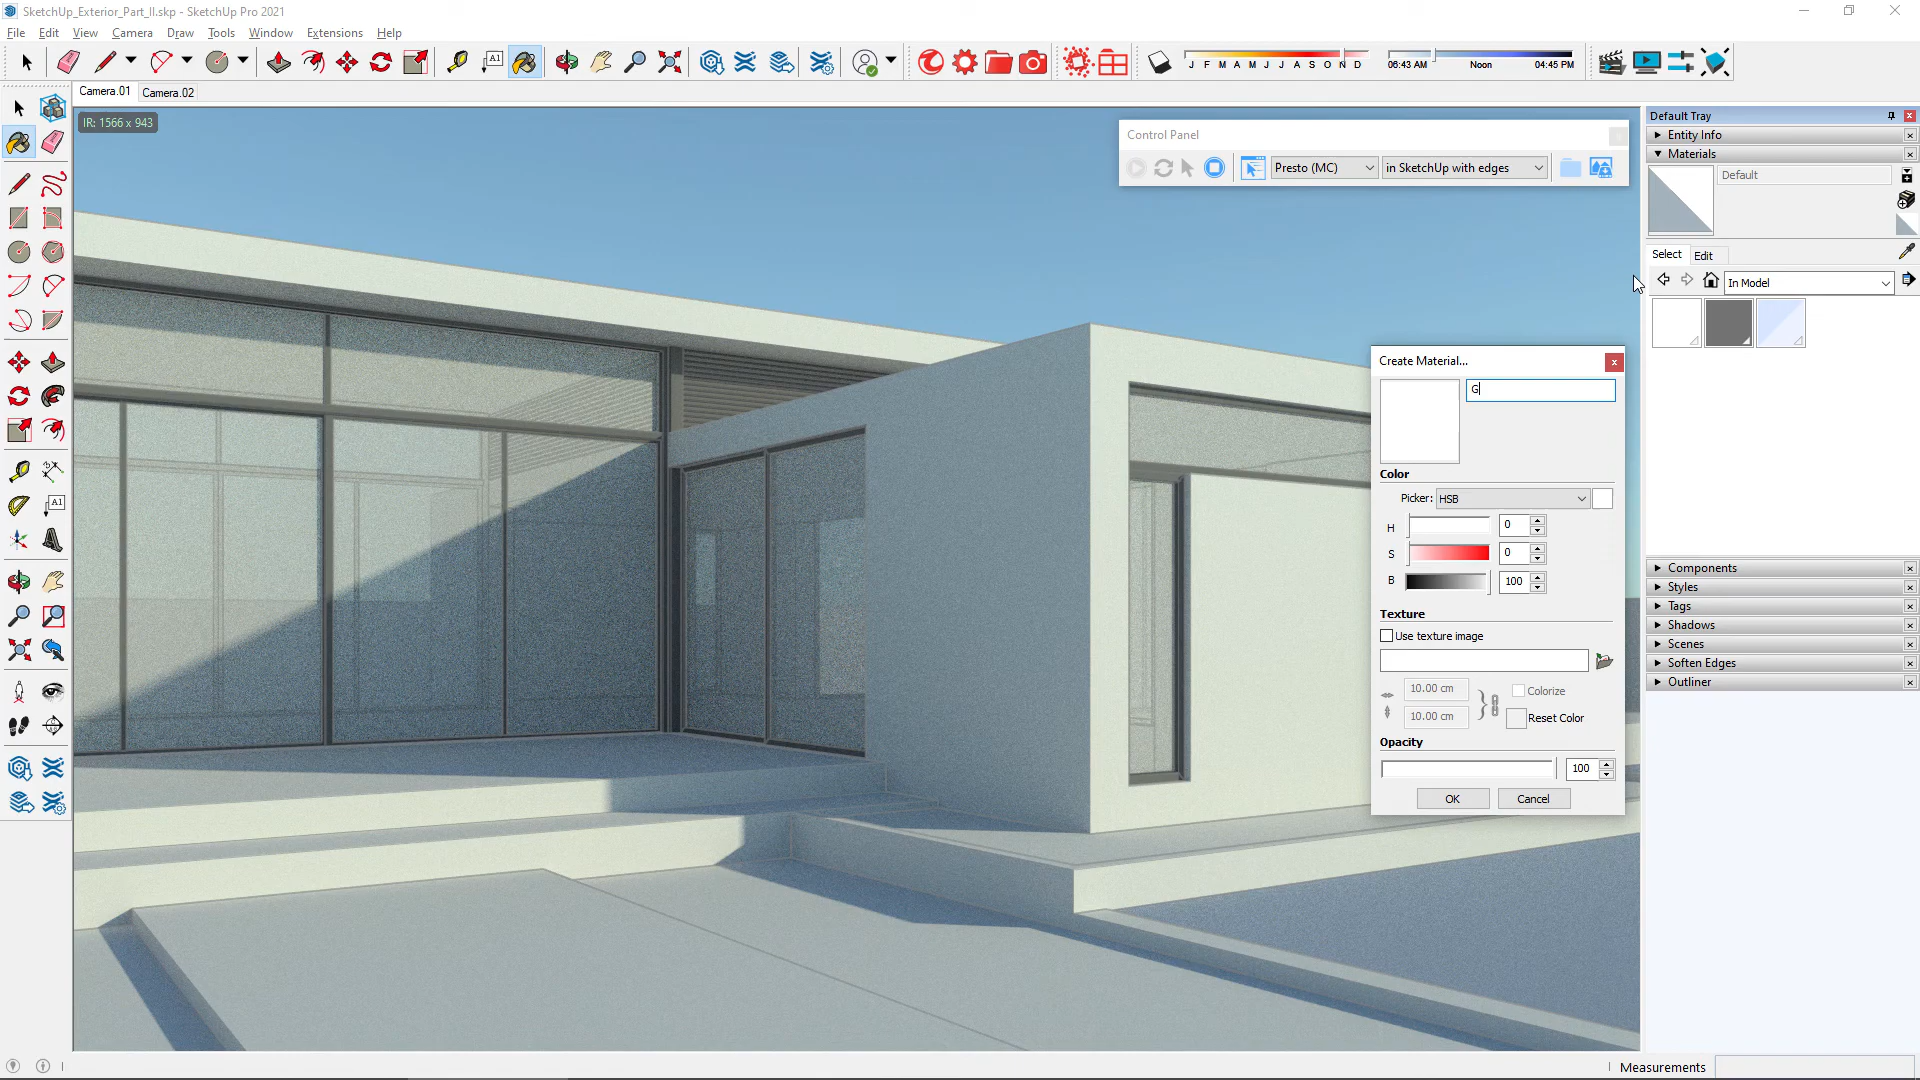 SketchUp_Exterior_Part_II.skp - SketchUp Pro 2021
File Edit View Camera Draw Tools Window Extensions Help
A1
J F M A M J J A S O N D
06:43 AM Noon 04:45 PM
Camera.01 Camera.02
IR: 1566 x 943
Control Panel
Presto (MC) in SketchUp with edges
Default Tray
Entity Info
Materials
Default
Select Edit
In Model
Create Material...
G
Color
Picker: HSB
H 0
S 0
B 100
Texture
Use texture image
10.00 cm Colorize
10.00 cm Reset Color
Opacity
100
OK Cancel
Components
Styles
Tags
Shadows
Scenes
Soften Edges
Outliner
A1
Measurements